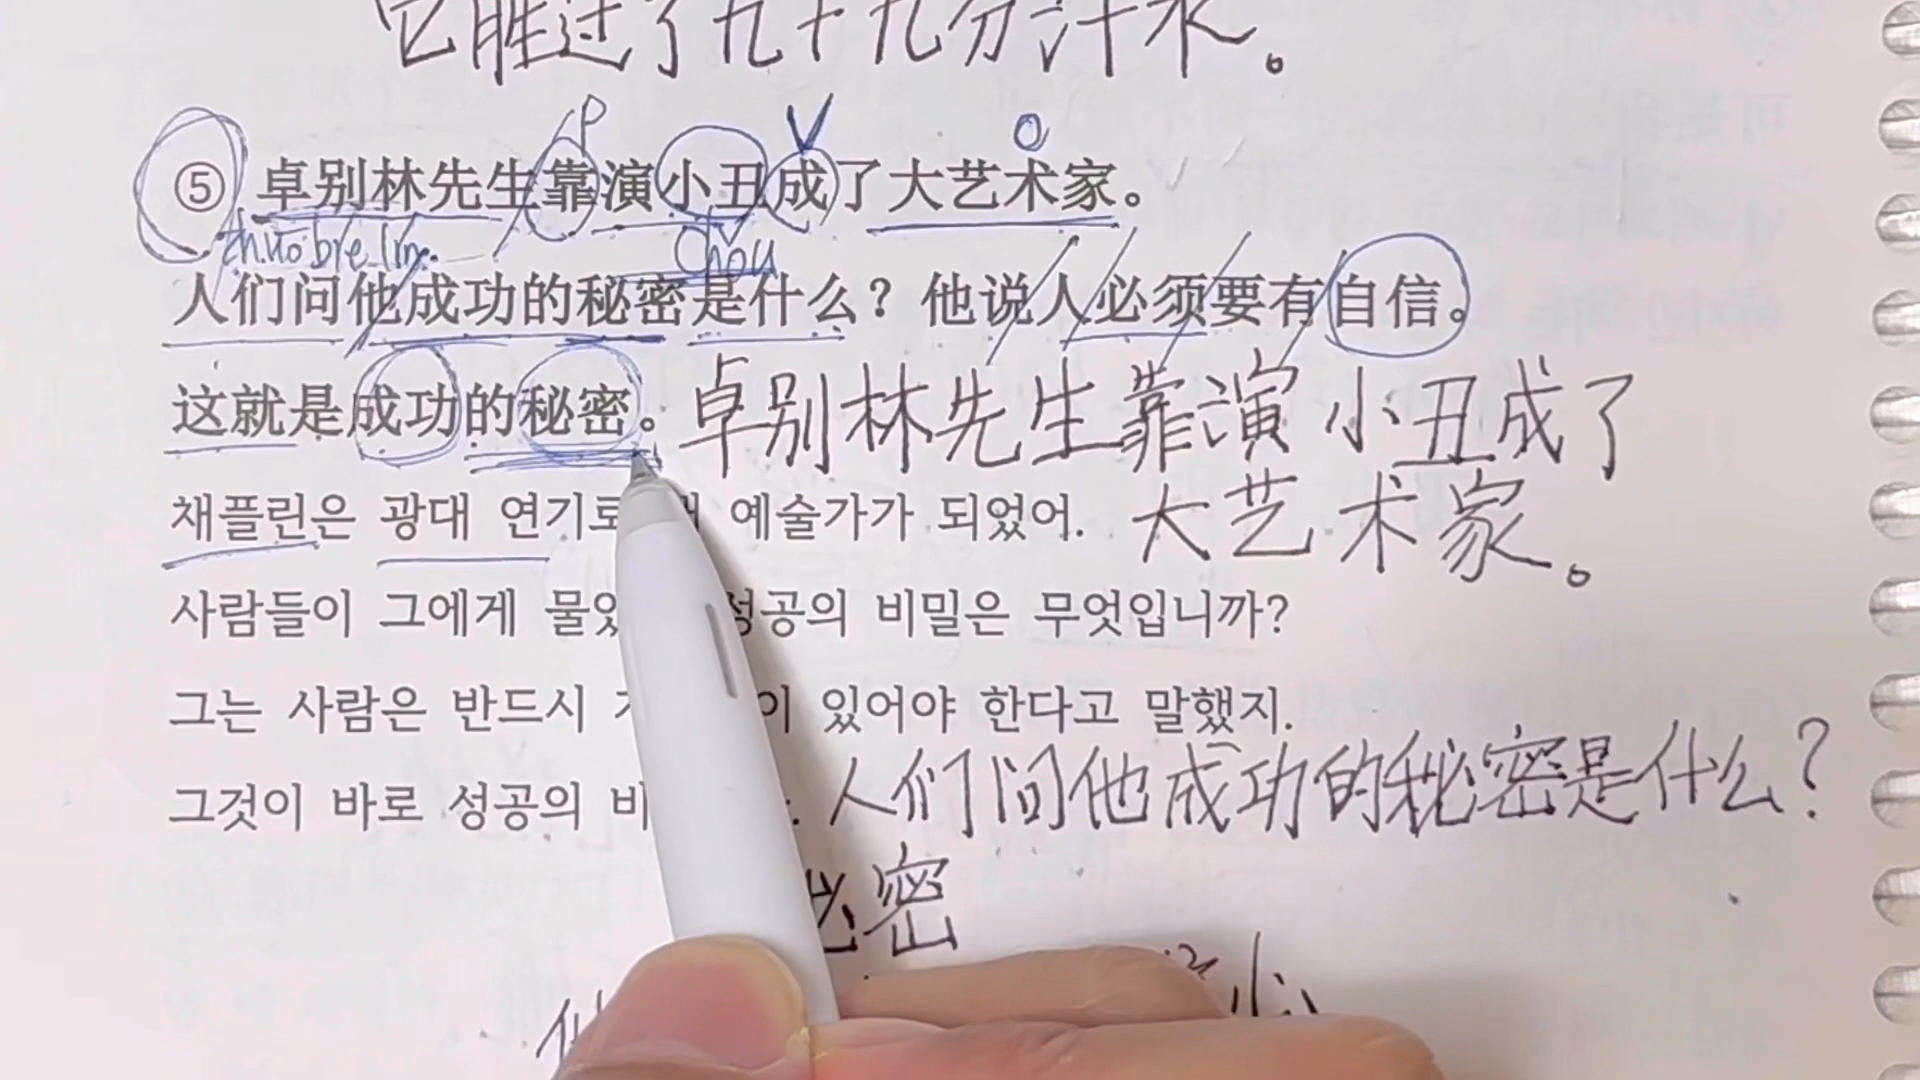 它胜过了九十九分汗水。
P V O
⑤ 卓别林先生靠演小丑成了大艺术家。
zhuo bie lin chǒu
人们问他成功的秘密是什么？他说人必须要有自信。
这就是成功的秘密。
卓别林先生靠演小丑成了
채플린은 광대 연기로 예술가가 되었어.
大艺术家。
사람들이 그에게 성공의 비밀은 무엇입니까?
그는 사람은 반드시 있어야 한다고 말했지.
그것이 바로 성공의
人们问他成功的秘密是什么？
密